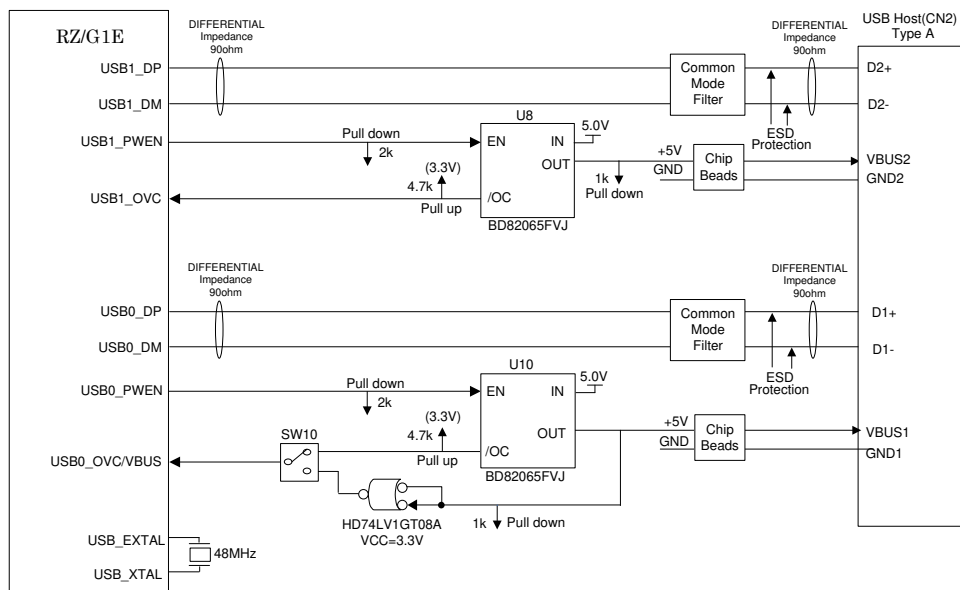 RZ/G1E
DIFFERENTIAL
Impedance
90ohm
DIFFERENTIAL
Impedance
90ohm
USB Host(CN2)
Type A
USB1_DP
Common
Mode
Filter
D2+
USB1_DM
D2-
ESD
Protection
U8
USB1_PWEN
Pull down
2k
EN
IN
5.0V
OUT
/OC
BD82065FVJ
(3.3V)
4.7k
Pull up
USB1_OVC
1k
Pull down
+5V
GND
Chip
Beads
VBUS2
GND2
DIFFERENTIAL
Impedance
90ohm
DIFFERENTIAL
Impedance
90ohm
USB0_DP
Common
Mode
Filter
D1+
USB0_DM
D1-
ESD
Protection
U10
USB0_PWEN
Pull down
2k
EN
IN
5.0V
OUT
/OC
BD82065FVJ
(3.3V)
4.7k
Pull up
SW10
USB0_OVC/VBUS
+5V
GND
Chip
Beads
VBUS1
GND1
HD74LV1GT08A
VCC=3.3V
1k
Pull down
USB_EXTAL
48MHz
USB_XTAL